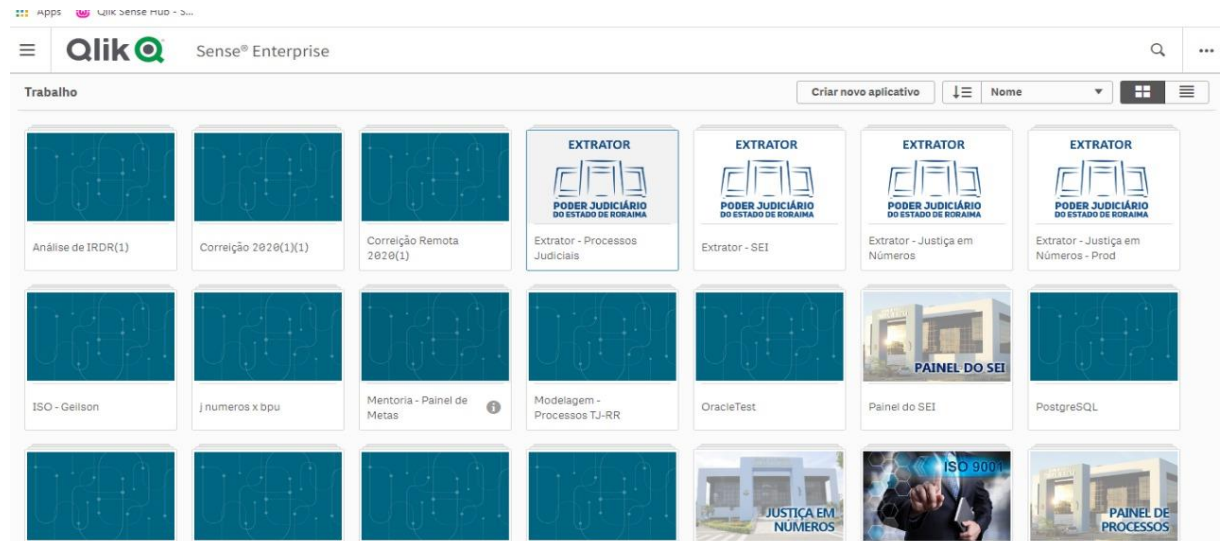 Apps Qlik Sense Hub - S...
Qlik Sense® Enterprise
Trabalho Criar novo aplicativo Nome
EXTRATOR EXTRATOR EXTRATOR EXTRATOR
PODER JUDICIÁRIO PODER JUDICIÁRIO PODER JUDICIÁRIO PODER JUDICIÁRIO
DO ESTADO DE RORAIMA DO ESTADO DE RORAIMA DO ESTADO DE RORAIMA DO ESTADO DE RORAIMA
Análise de IRDR(1)
Correição 2020(1)(1)
Correição Remota
2020(1)
Extrator - Processos
Judiciais
Extrator - SEI
Extrator - Justiça em
Números
Extrator - Justiça em
Números - Prod
PAINEL DO SEI
ISO - Geilson
j numeros x bpu
Mentoria - Painel de
Metas
Modelagem -
Processos TJ-RR
OracleTest
Painel do SEI
PostgreSQL
JUSTIÇA EM
NÚMEROS
ISO 9001
PAINEL DE
PROCESSOS